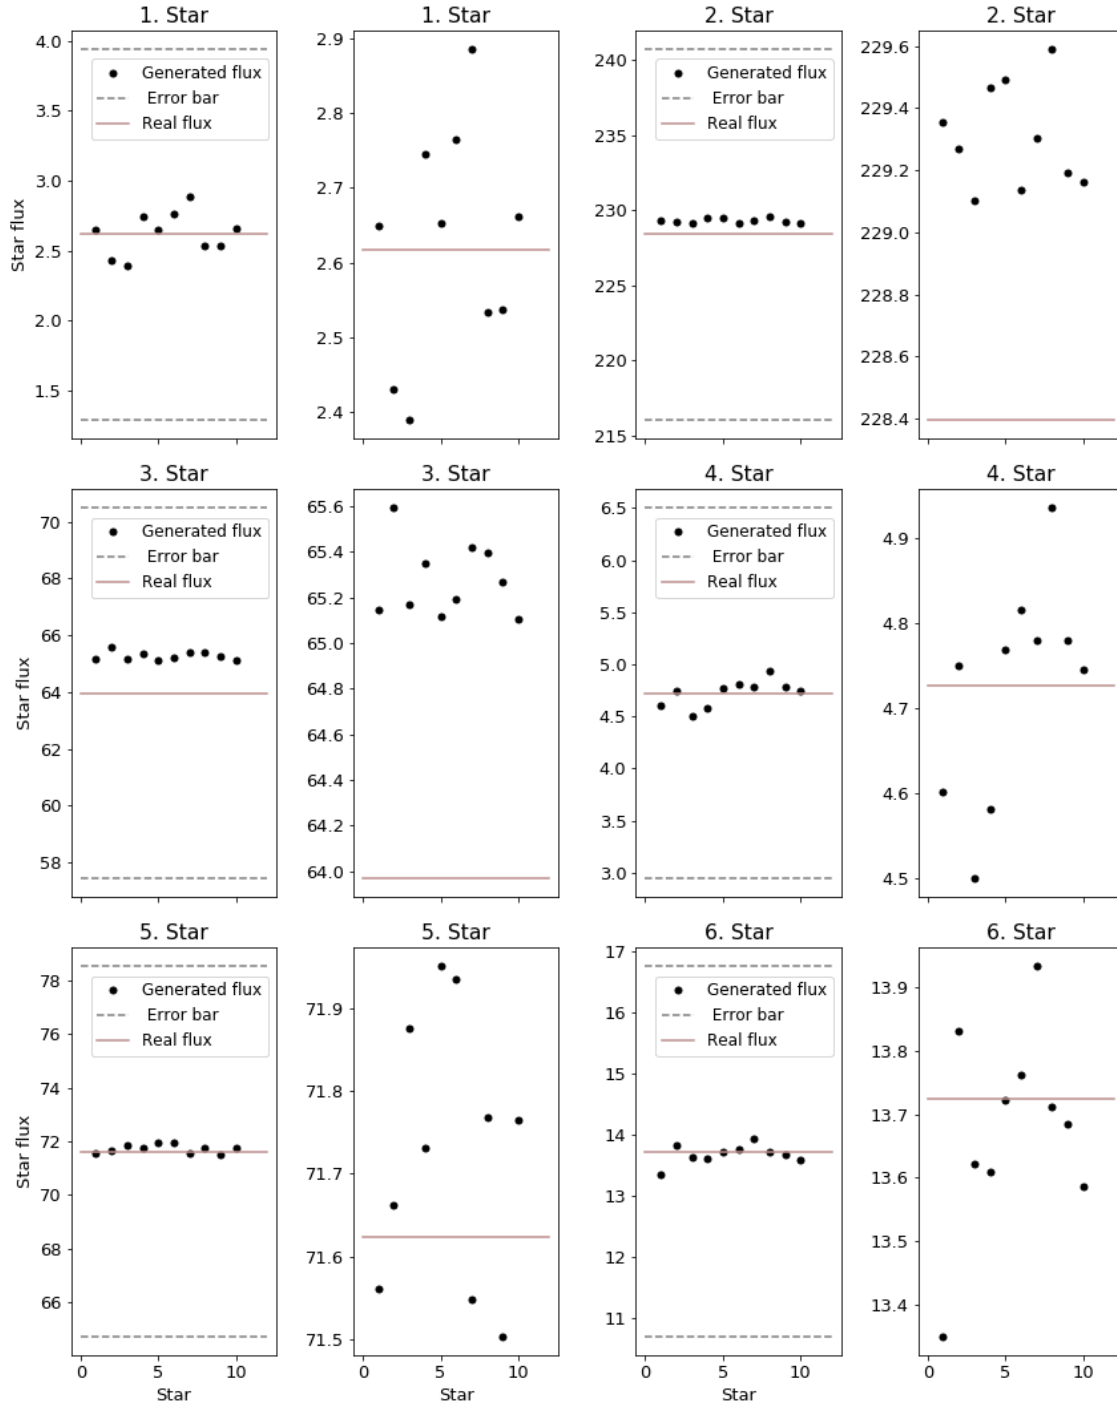 1. Star
4.0
3.5
3.0
2.5
2.0
1.5
Star flux
Generated flux
Error bar
Real flux
0
5
10
1. Star
2.9
2.8
2.7
2.6
2.5
2.4
0
5
10
2. Star
240
235
230
225
220
215
Generated flux
Error bar
Real flux
2. Star
229.6
229.4
229.2
229.0
228.8
228.6
228.4
3. Star
70
68
66
64
62
60
58
Star flux
Generated flux
Error bar
Real flux
3. Star
65.6
65.4
65.2
65.0
64.8
64.6
64.4
64.2
64.0
4. Star
6.5
6.0
5.5
5.0
4.5
4.0
3.5
3.0
Generated flux
Error bar
Real flux
4. Star
4.9
4.8
4.7
4.6
4.5
5. Star
78
76
74
72
70
68
66
Star flux
Generated flux
Error bar
Real flux
0
5
10
Star
5. Star
71.9
71.8
71.7
71.6
71.5
0
5
10
6. Star
17
16
15
14
13
12
11
Generated flux
Error bar
Real flux
0
5
10
Star
6. Star
13.9
13.8
13.7
13.6
13.5
13.4
0
5
10